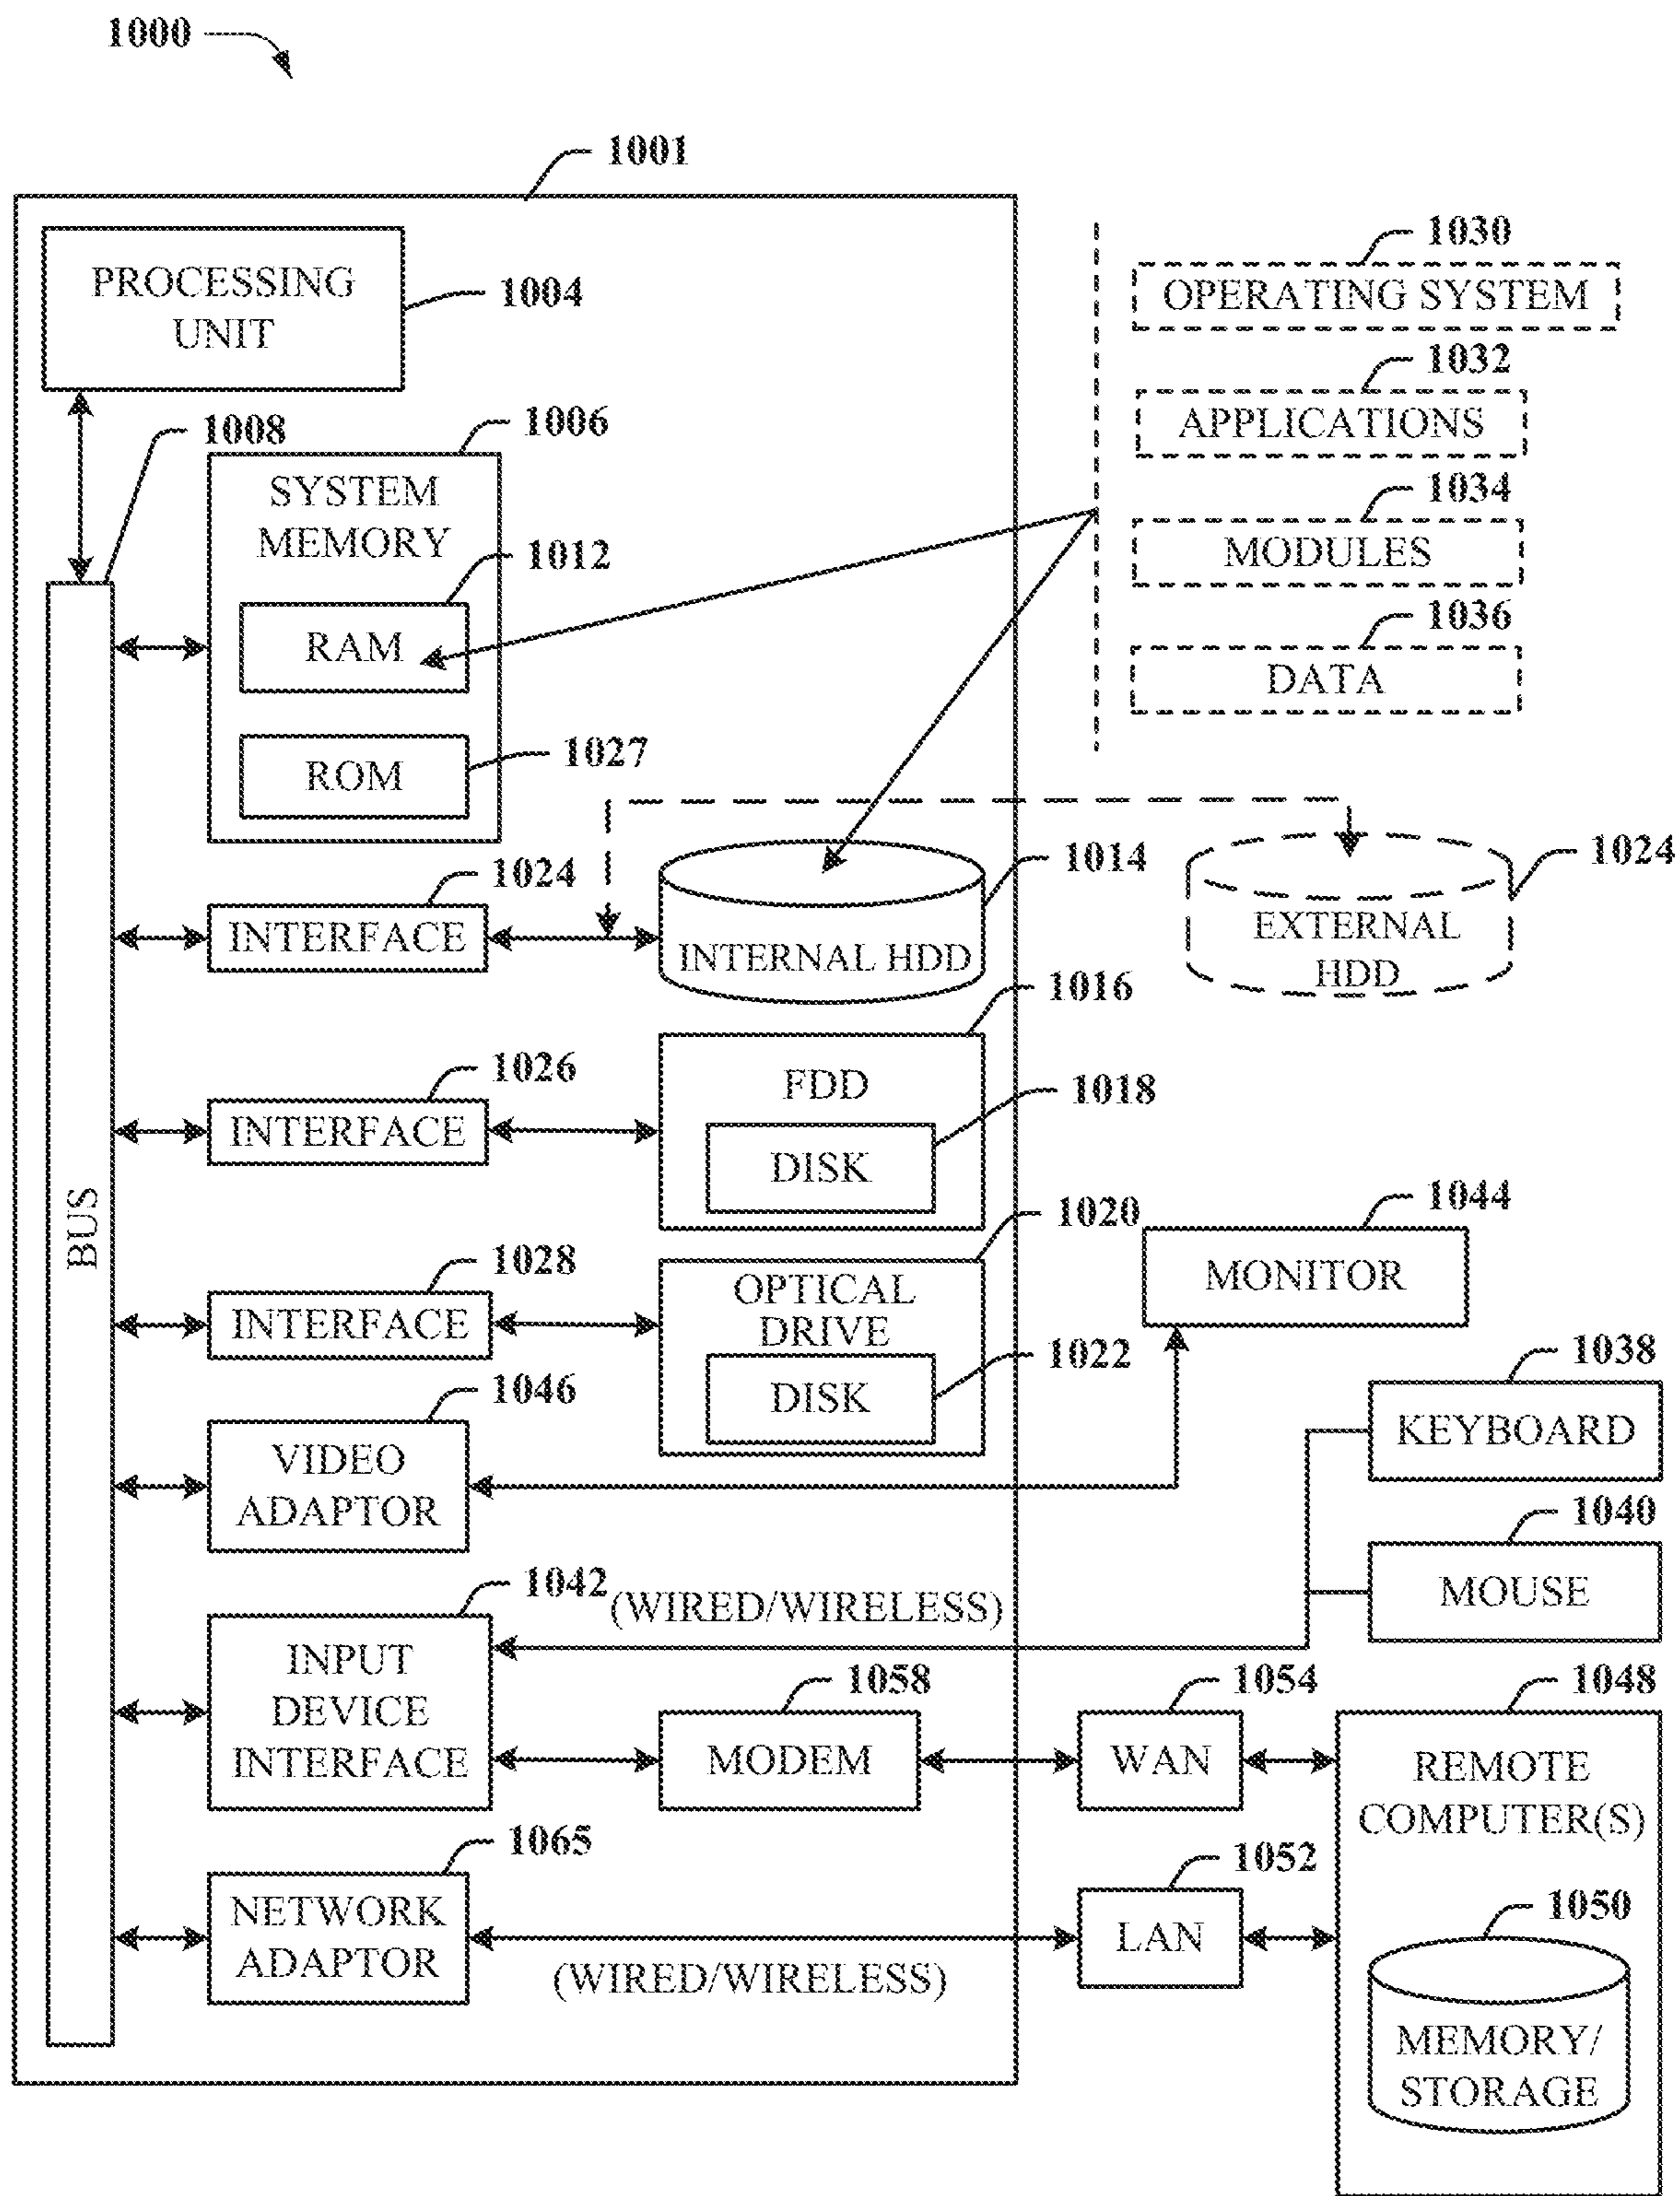 1000
1001
PROCESSING
UNIT
1004
1030
OPERATING SYSTEM
1032
APPLICATIONS
1034
MODULES
1036
DATA
1008
1006
SYSTEM
MEMORY
1012
RAM
1027
ROM
BUS
1024
INTERFACE
1014
INTERNAL HDD
1024
EXTERNAL
HDD
1026
INTERFACE
1016
FDD
1018
DISK
1028
INTERFACE
1020
OPTICAL
DRIVE
1022
DISK
1044
MONITOR
1046
VIDEO
ADAPTOR
1038
KEYBOARD
1040
MOUSE
1042
(WIRED/WIRELESS)
INPUT
DEVICE
INTERFACE
1058
MODEM
1054
WAN
1048
REMOTE
COMPUTER(S)
1065
NETWORK
ADAPTOR
(WIRED/WIRELESS)
1052
LAN
1050
MEMORY/
STORAGE